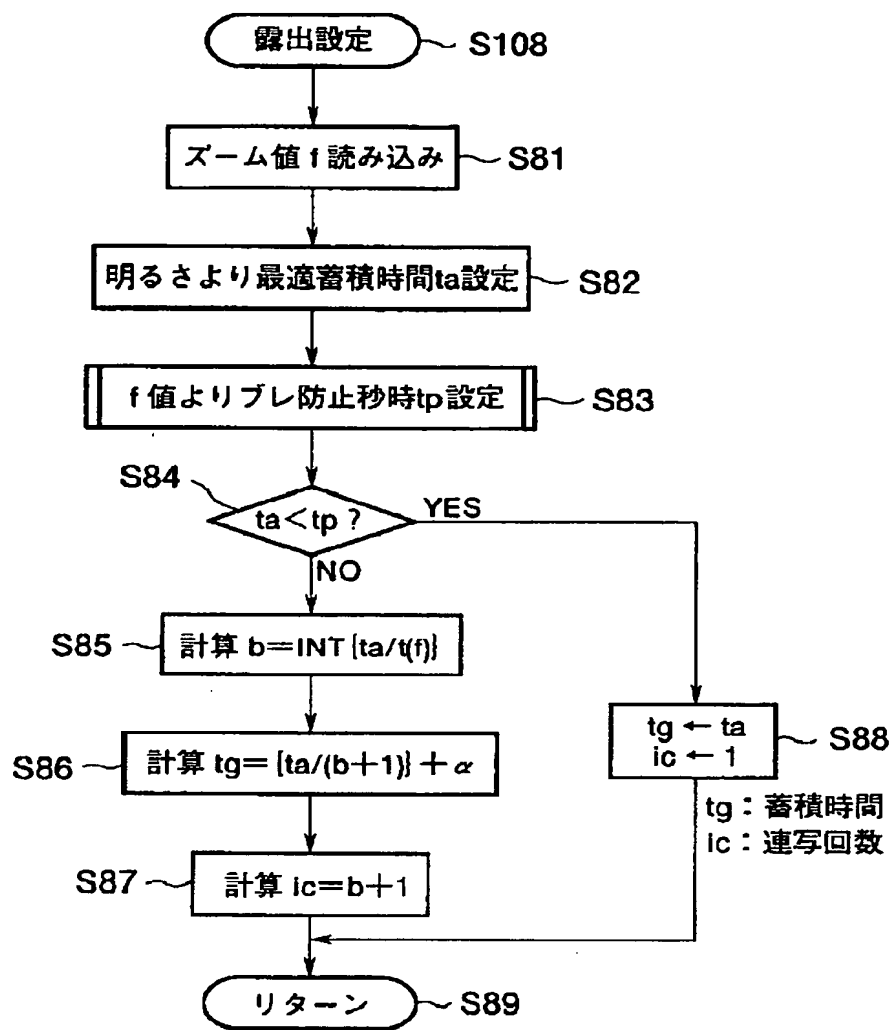 露出設定
S108
ズーム値 f 読み込み
S81
明るさより最適蓄積時間ta設定
S82
f 値よりブレ防止秒時tp設定
S83
S84
ta<tp ?
YES
NO
S85
計算 b=INT{ta/t(f)}
S86
計算 tg={ta/(b+1)}+α
S87
計算 ic=b+1
tg ← ta
ic ← 1
S88
tg：蓄積時間
ic：連写回数
リターン
S89